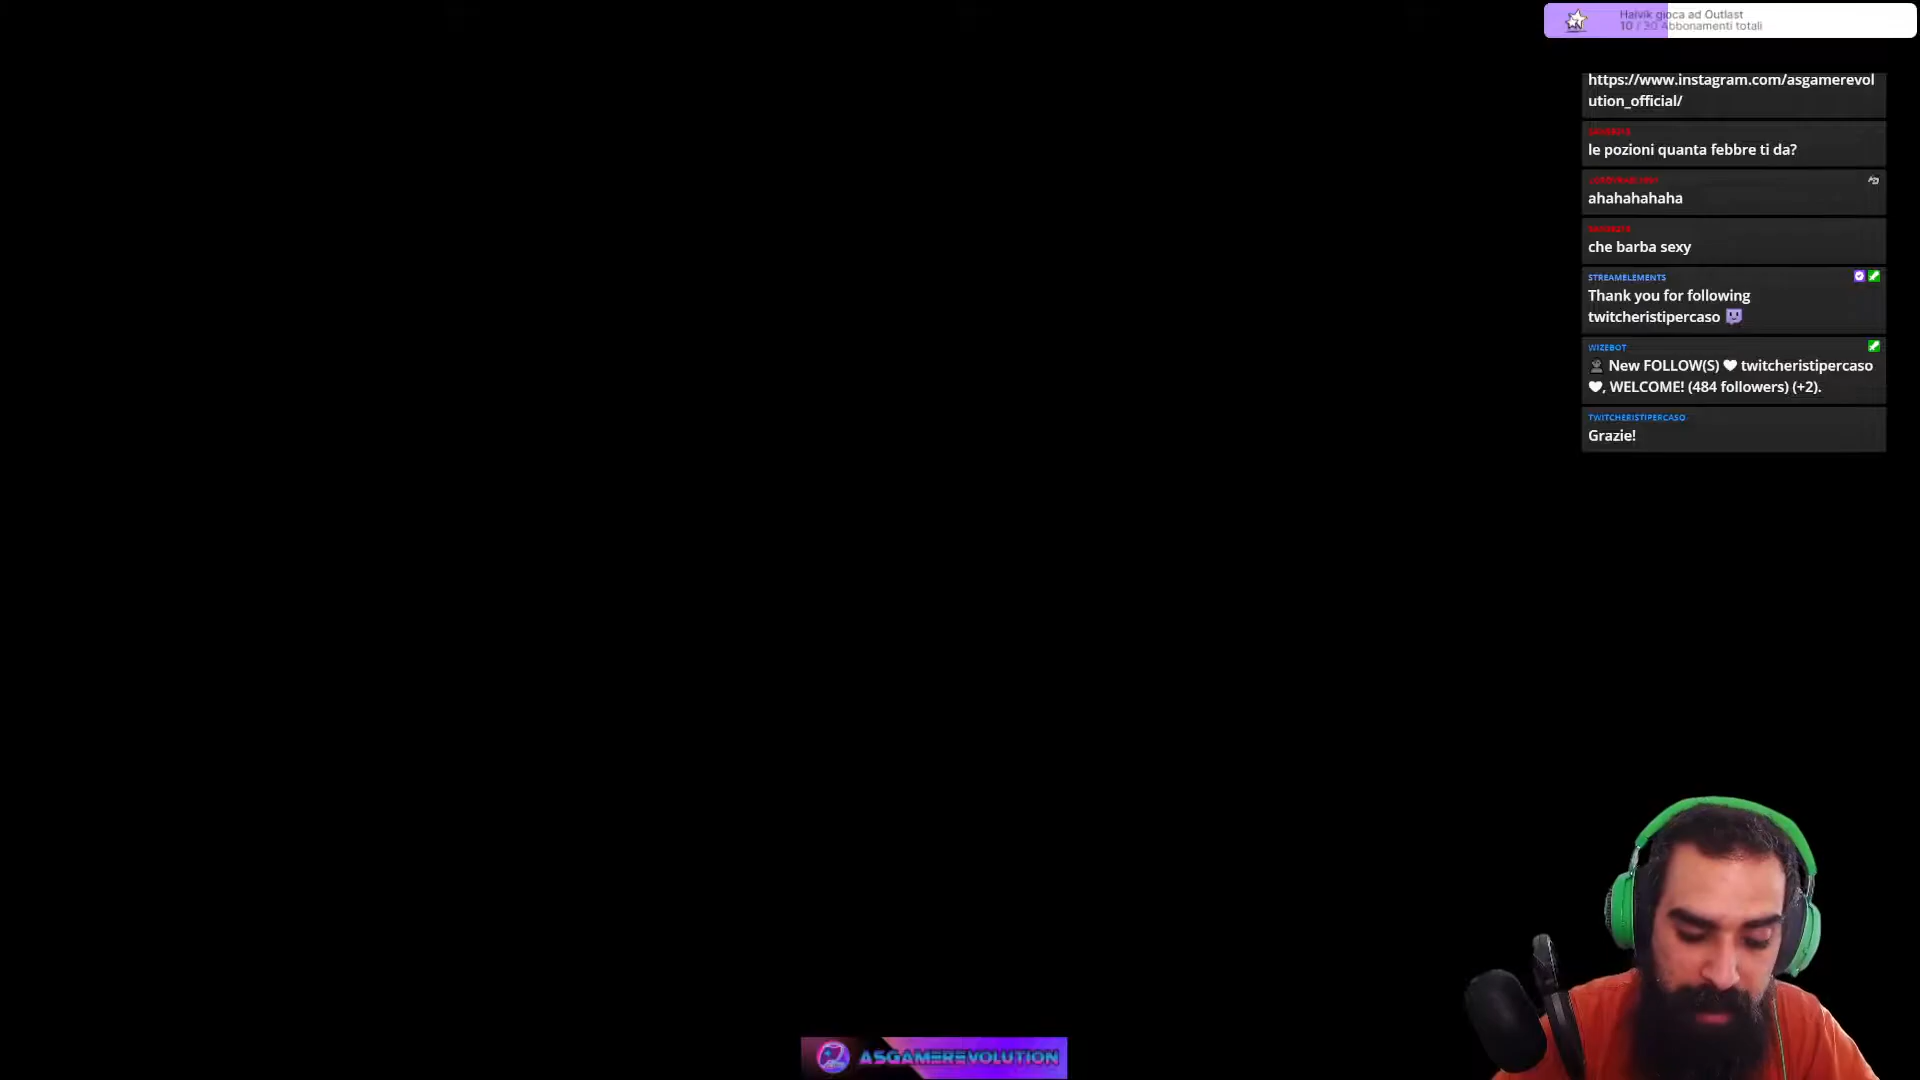 Halvik gioca ad Outlast
10 / 30 Abbonamenti totali
https://www.instagram.com/asgamerevol
ution_official/
le pozioni quanta febbre ti da?
ahahahahaha
che barba sexy
STREAMELEMENTS
Thank you for following
twitcheristipercaso
WIZEBOT
New FOLLOW(S) ♥ twitcheristipercaso
♥, WELCOME! (484 followers) (+2).
TWITCHERISTIPERCASO
Grazie!
ASGAMEREVOLUTION